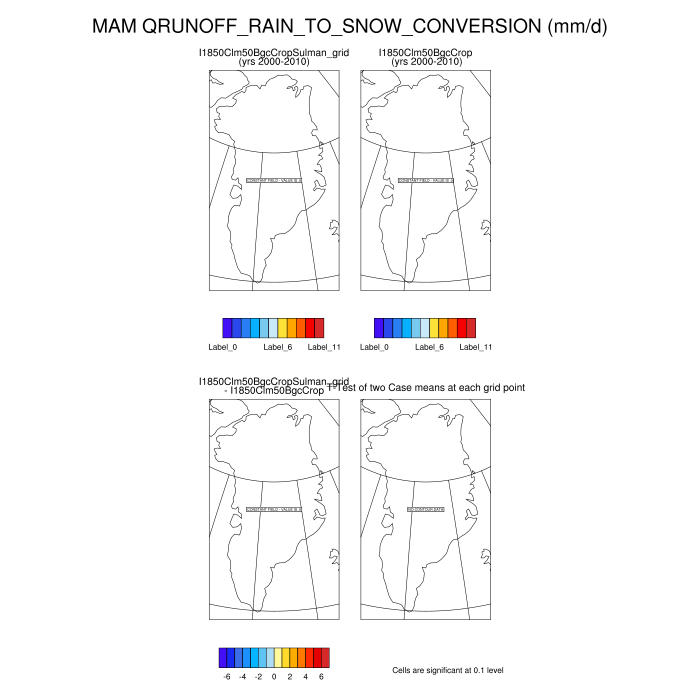 MAM QRUNOFF_RAIN_TO_SNOW_CONVERSION (mm/d)
I1850Clm50BgcCropSulman_grid
(yrs 2000-2010)
I1850Clm50BgcCrop
(yrs 2000-2010)
CONSTANT FIELD - VALUE IS 0
CONSTANT FIELD - VALUE IS 0
Label_0 Label_6 Label_11
Label_0 Label_6 Label_11
I1850Clm50BgcCropSulman_grid
- I1850Clm50BgcCrop
T-Test of two Case means at each grid point
CONSTANT FIELD - VALUE IS 0
NO CONTOUR DATA
-6 -4 -2 0 2 4 6
Cells are significant at 0.1 level